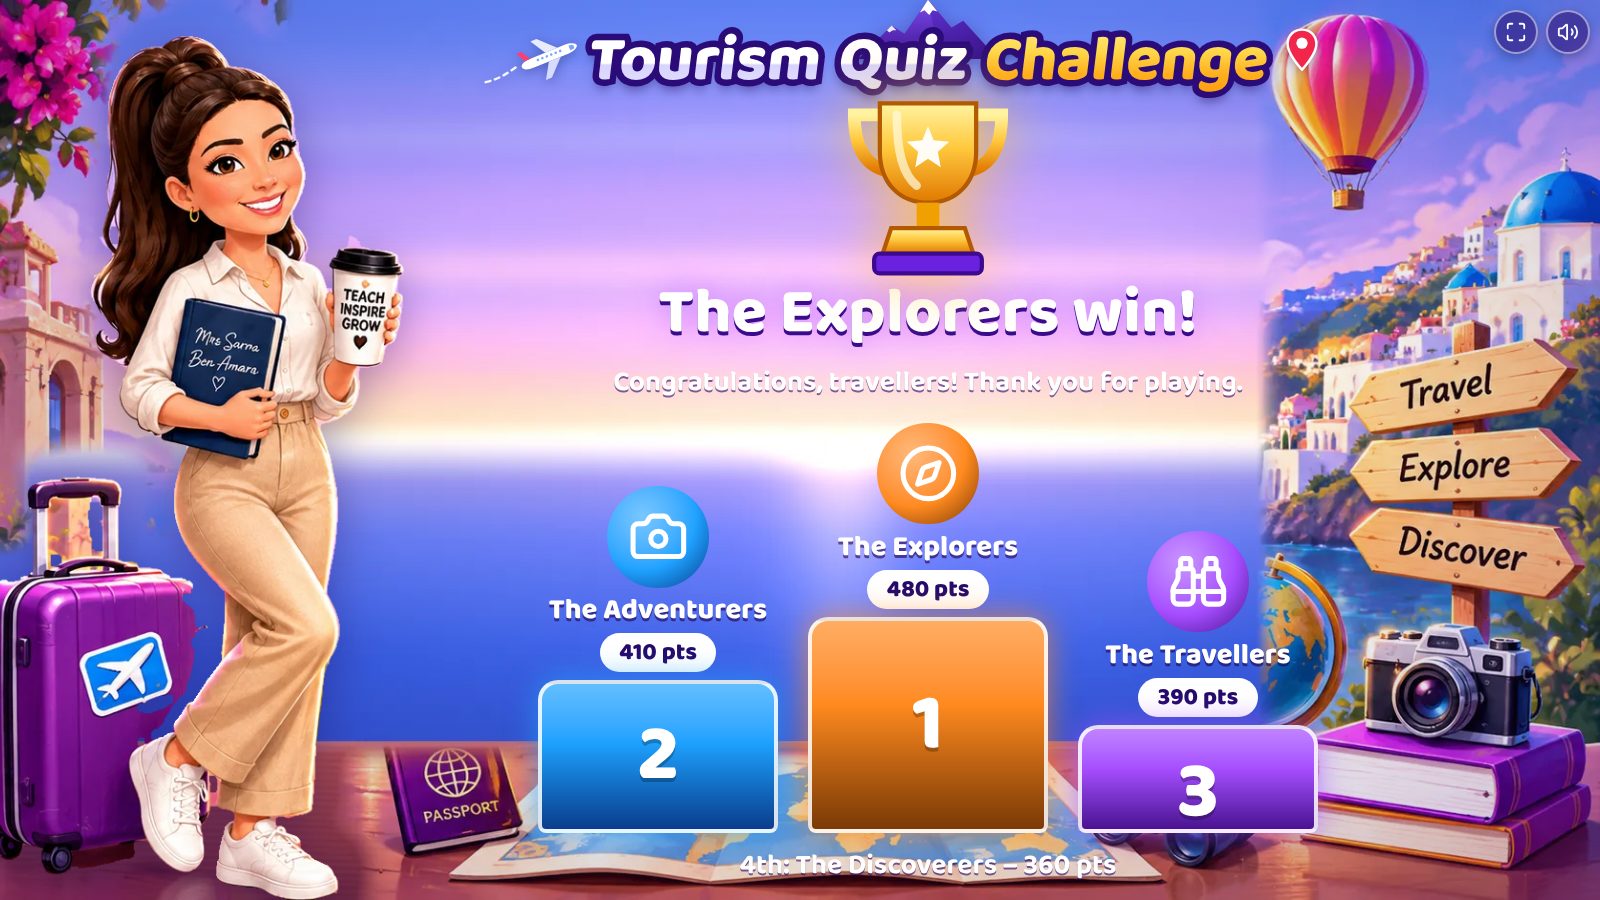 Tourism Quiz Challenge
The Explorers win!
Congratulations, travellers! Thank you for playing.
TEACH
INSPIRE
GROW
Mrs Sarra
Ben Amara
Travel
Explore
Discover
The Explorers
480 pts
The Adventurers
410 pts
The Travellers
390 pts
1
2
3
PASSPORT
4th: The Discoverers – 360 pts